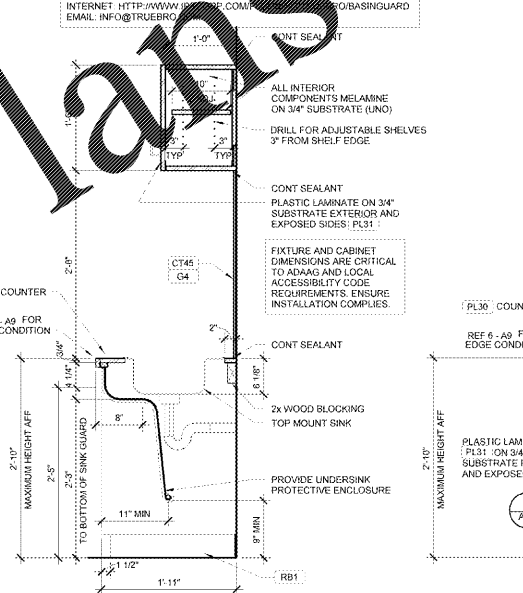 INTERNET: HTTP://WWW.
RO/BASINGUARD
EMAIL: INFO@TRUEBRO.
lans
1'-0"
CONT SEALANT
10"
ALL INTERIOR
COMPONENTS MELAMINE
ON 3/4" SUBSTRATE (UNO)
DRILL FOR ADJUSTABLE SHELVES
3" FROM SHELF EDGE
3"
TYP
3"
TYP
CONT SEALANT
PLASTIC LAMINATE ON 3/4"
SUBSTRATE EXTERIOR AND
EXPOSED SIDES PL31
2'-8"
CT45
G4
FIXTURE AND CABINET
DIMENSIONS ARE CRITICAL
TO ADAAG AND LOCAL
ACCESSIBILITY CODE
REQUIREMENTS. ENSURE
INSTALLATION COMPLIES.
COUNTER
- A9 FOR
CONDITION
PL30 COUN
REF 6 - A9 F
EDGE CONDI
2"
CONT SEALANT
3/4"
4 1/4"
6 1/8"
2x WOOD BLOCKING
TOP MOUNT SINK
8"
2'-10"
MAXIMUM HEIGHT AFF
2'-5"
2'-3"
TO BOTTOM OF SINK GUARD
PROVIDE UNDERSINK
PROTECTIVE ENCLOSURE
11" MIN
9" MIN
2'-10"
MAXIMUM HEIGHT AFF
PLASTIC LAM
PL31 ON 3/4
SUBSTRATE
AND EXPOSE
A
1 1/2"
RB1
1'-11"